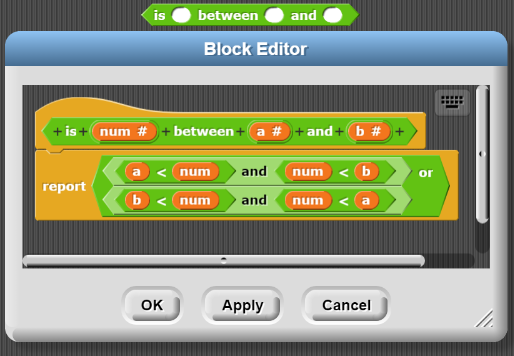 is between and
Block Editor
+ is + num # + between + a # + and + b # +
report a < num and num < b or
b < num and num < a
OK Apply Cancel